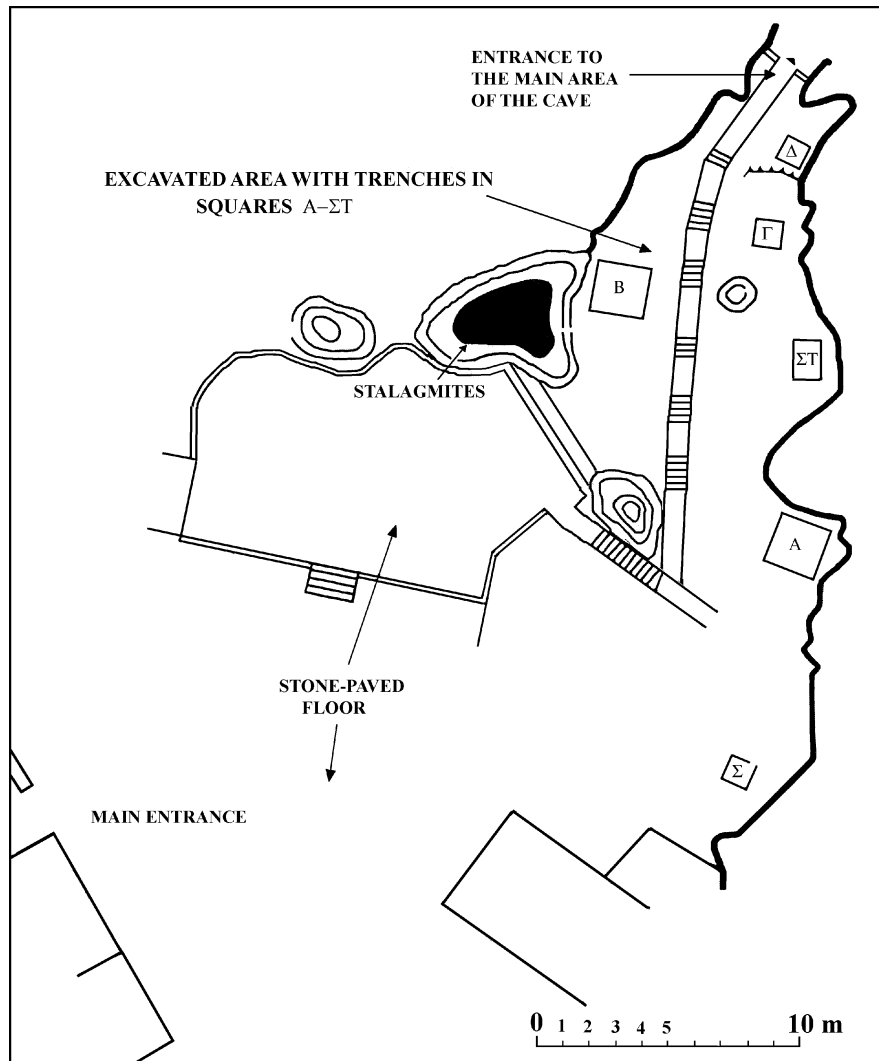 ENTRANCE TO
THE MAIN AREA
OF THE CAVE
Δ
EXCAVATED AREA WITH TRENCHES IN
SQUARES Α–ΣΤ
Γ
Β
ΣΤ
STALAGMITES
Α
STONE-PAVED
FLOOR
Σ
MAIN ENTRANCE
0 1 2 3 4 5 10 m